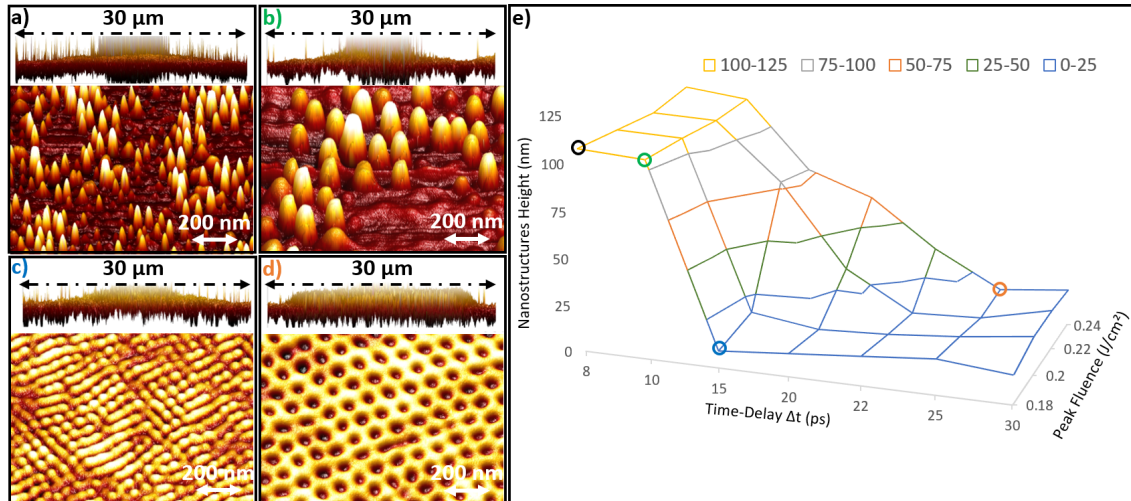 a)
30 µm
200 nm
b)
30 µm
200 nm
c)
30 µm
200 nm
d)
30 µm
200 nm
e)
100-125
75-100
50-75
25-50
0-25
Nanostructures Height (nm)
125
100
75
50
25
0
8
10
15
20
22
25
30
Time-Delay Δt (ps)
0.24
0.22
0.2
0.18
Peak Fluence (J/cm²)